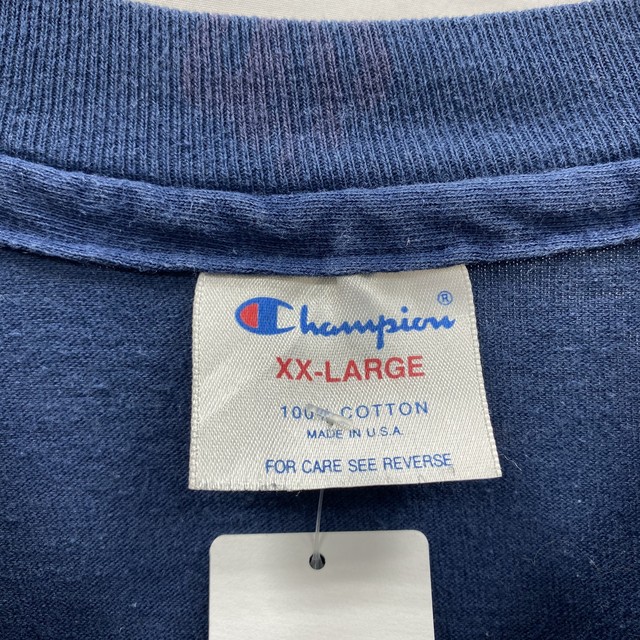 Champion®
XX-LARGE
100% COTTON
MADE IN U.S.A.
FOR CARE SEE REVERSE